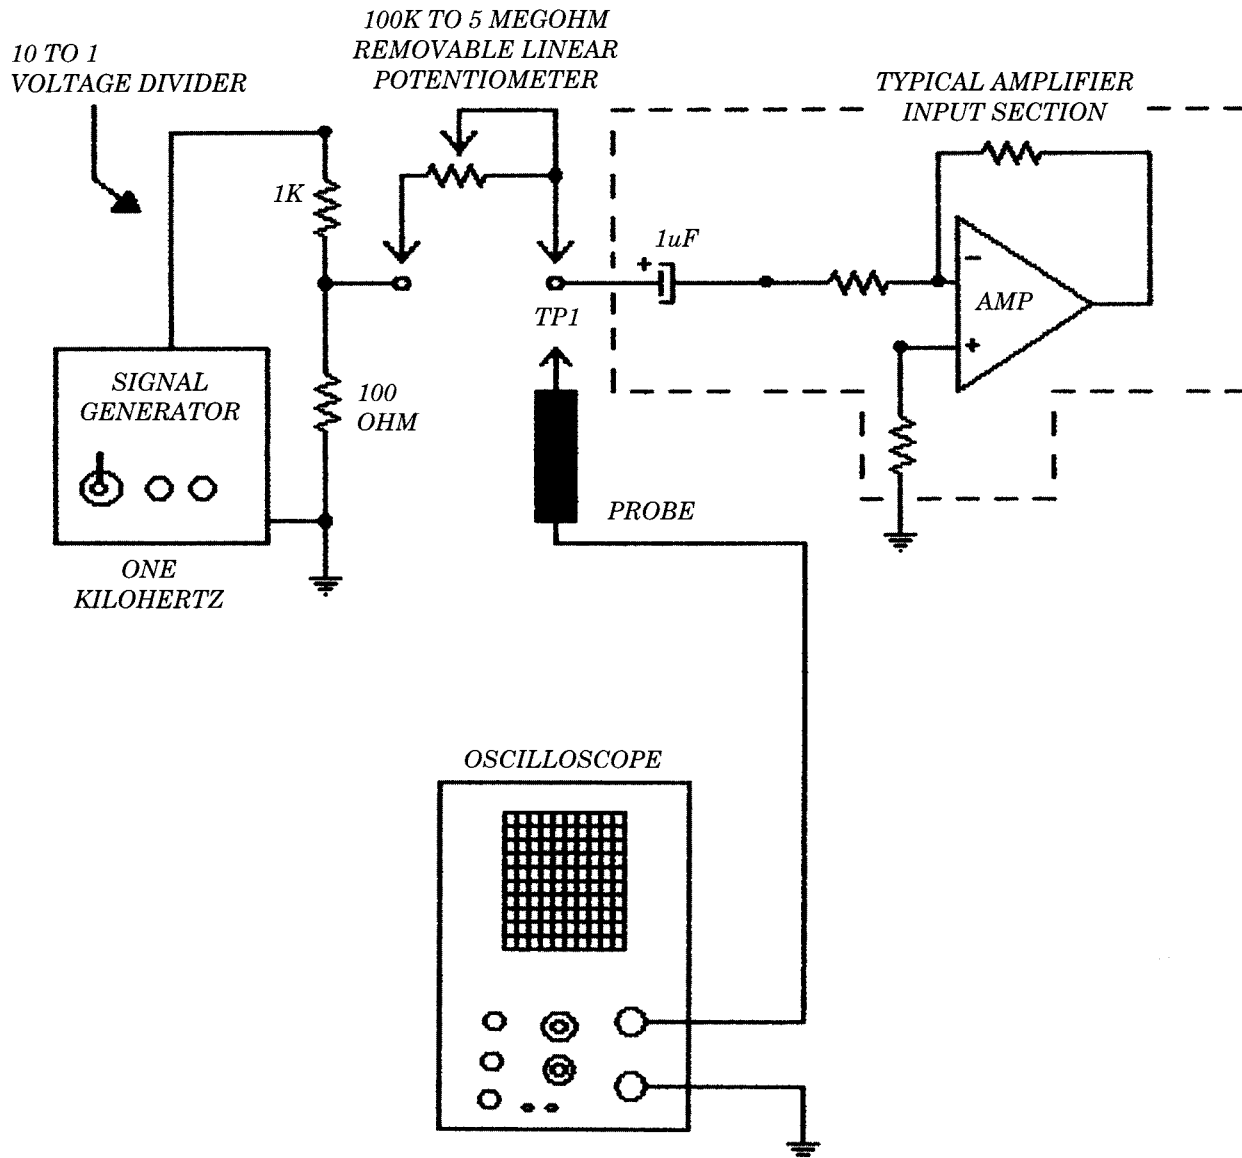 100K TO 5 MEGOHM
REMOVABLE LINEAR
POTENTIOMETER
10 TO 1
VOLTAGE DIVIDER
TYPICAL AMPLIFIER
INPUT SECTION
1K
1uF
+
−
AMP
+
TP1
SIGNAL
GENERATOR
100
OHM
PROBE
ONE
KILOHERTZ
OSCILLOSCOPE